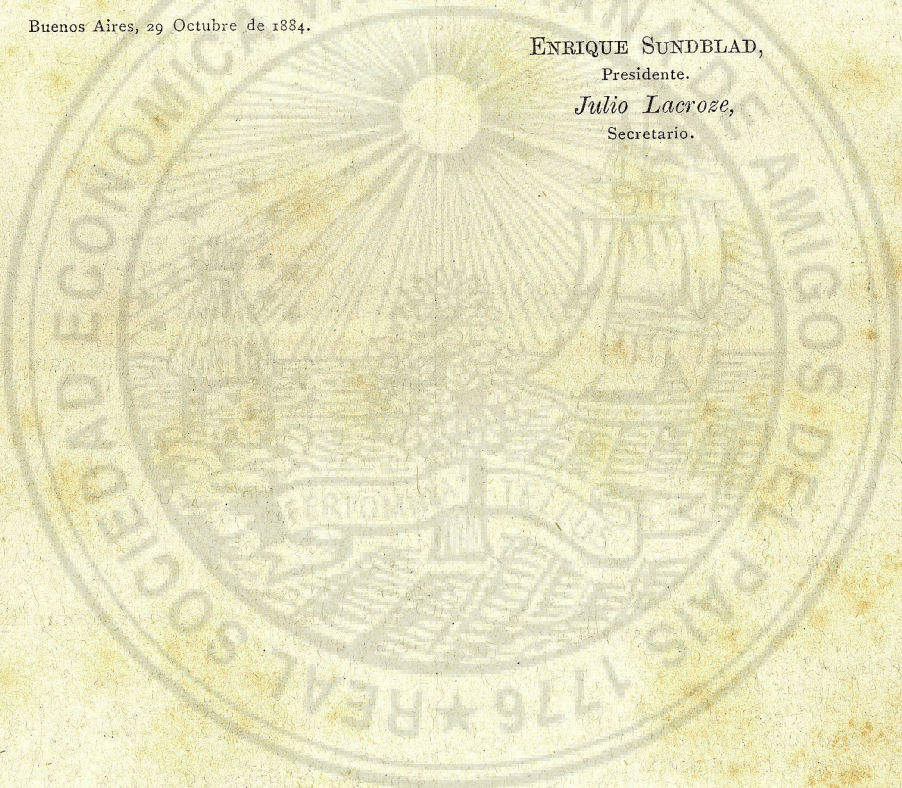 Buenos Aires, 29 Octubre de 1884.
ENRIQUE SUNDBLAD,
Presidente.
Julio Lacroze,
Secretario.
REAL SOCIEDAD ECONOMICA DE AMIGOS DEL PAIS 1776 ★